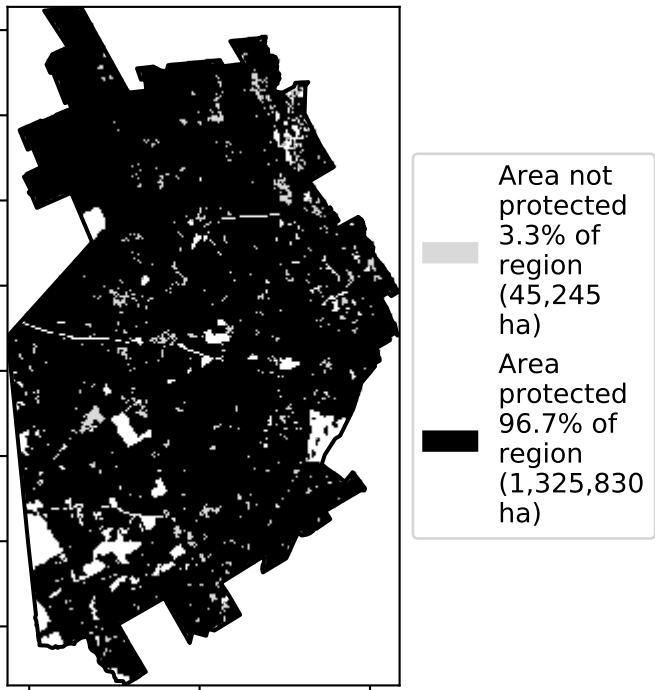 Area not
protected
3.3% of
region
(45,245
ha)
Area
protected
96.7% of
region
(1,325,830
ha)